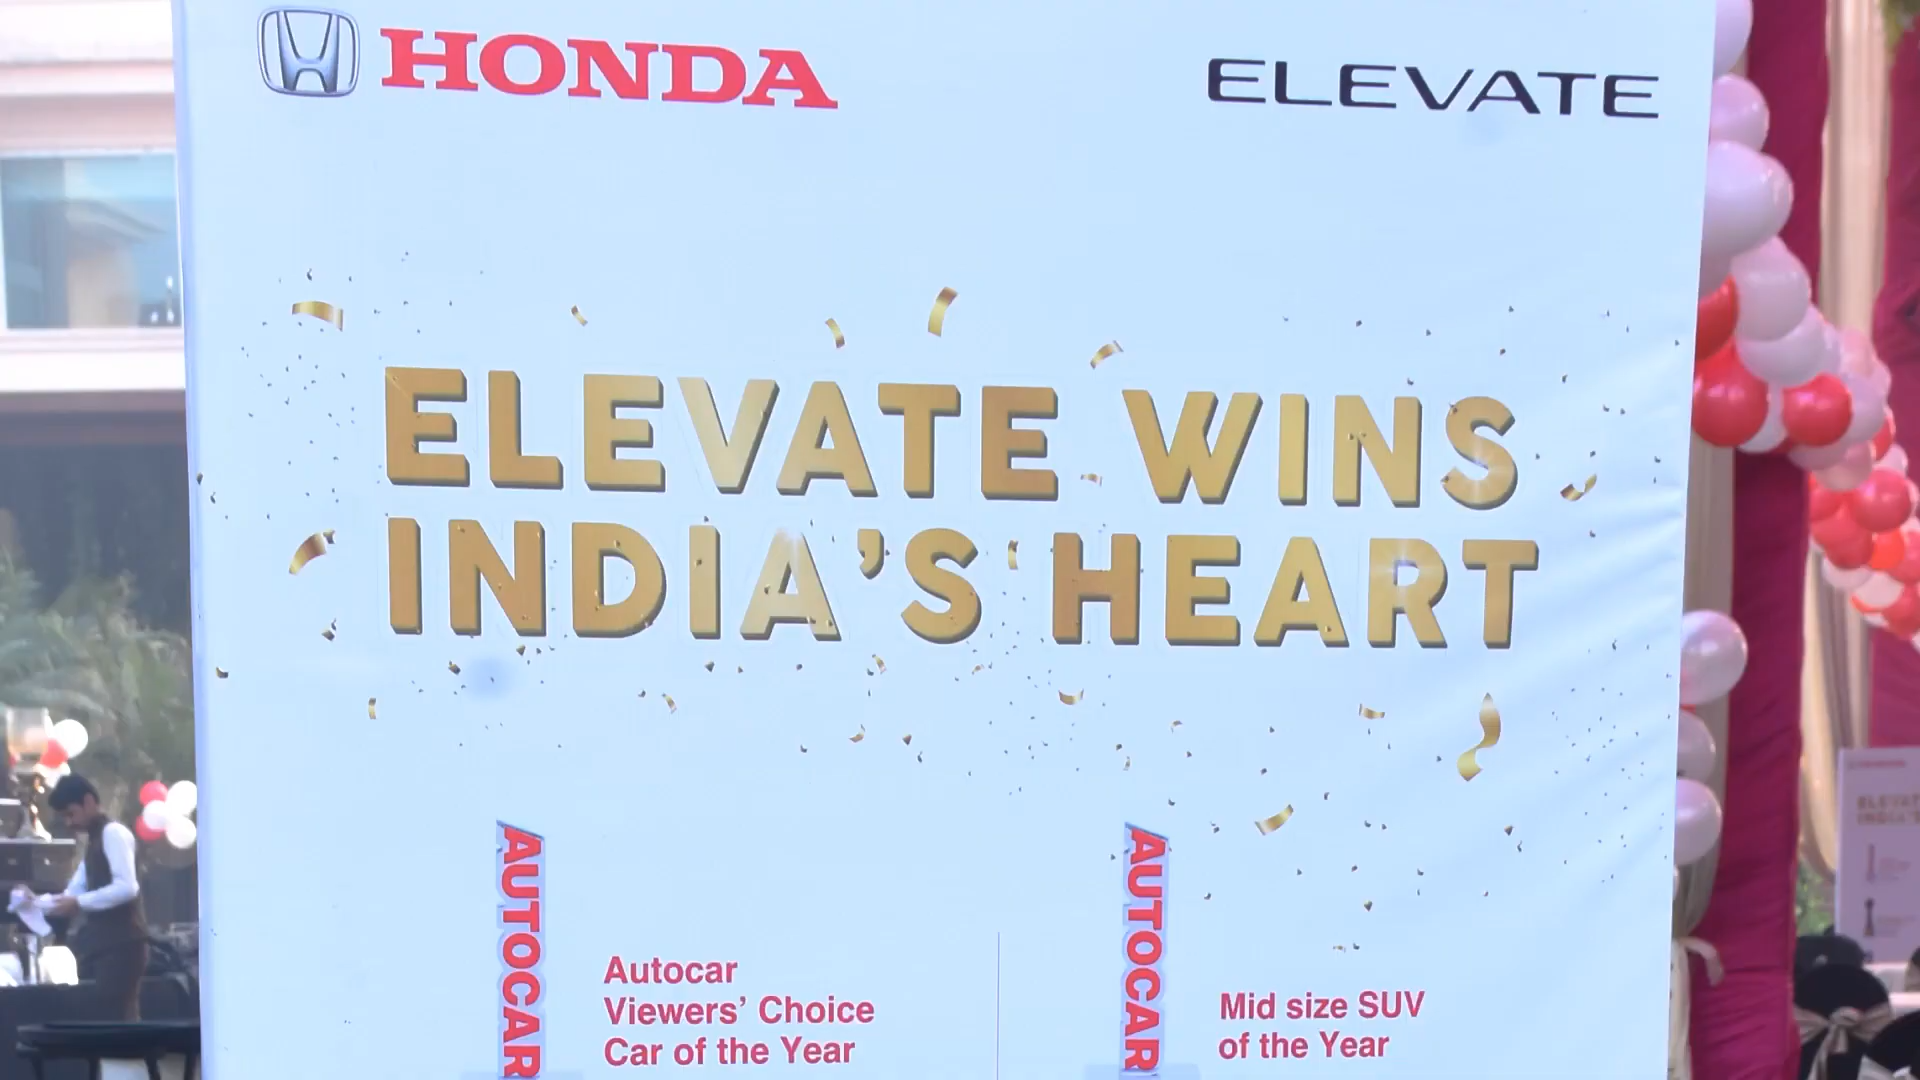 HONDA
ELEVATE
ELEVATE WINS
INDIA'S HEART
AUTOCAR
Autocar
Viewers' Choice
Car of the Year
AUTOCAR
Mid size SUV
of the Year